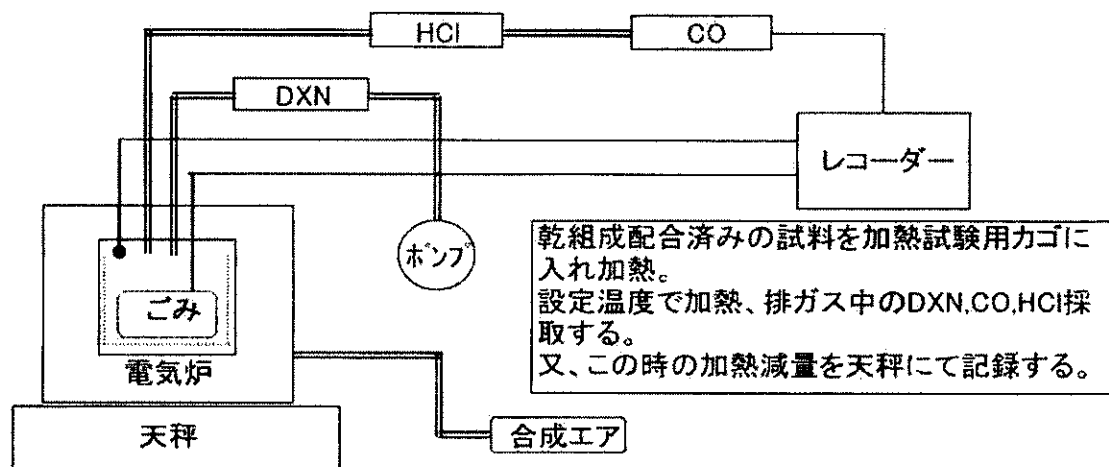 HCl
CO
DXN
レコーダー
ポンプ
ごみ
電気炉
天秤
合成エア
乾組成配合済みの試料を加熱試験用カゴに
入れ加熱。
設定温度で加熱、排ガス中のDXN,CO,HCl採
取する。
又、この時の加熱減量を天秤にて記録する。